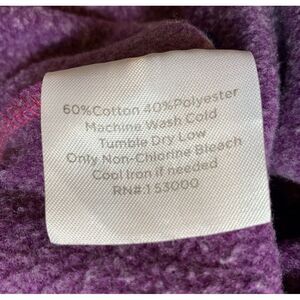 60%Cotton 40%Polyester
Machine Wash Cold
Tumble Dry Low
Only Non-Chlorine Bleach
Cool Iron if needed
RN#:153000